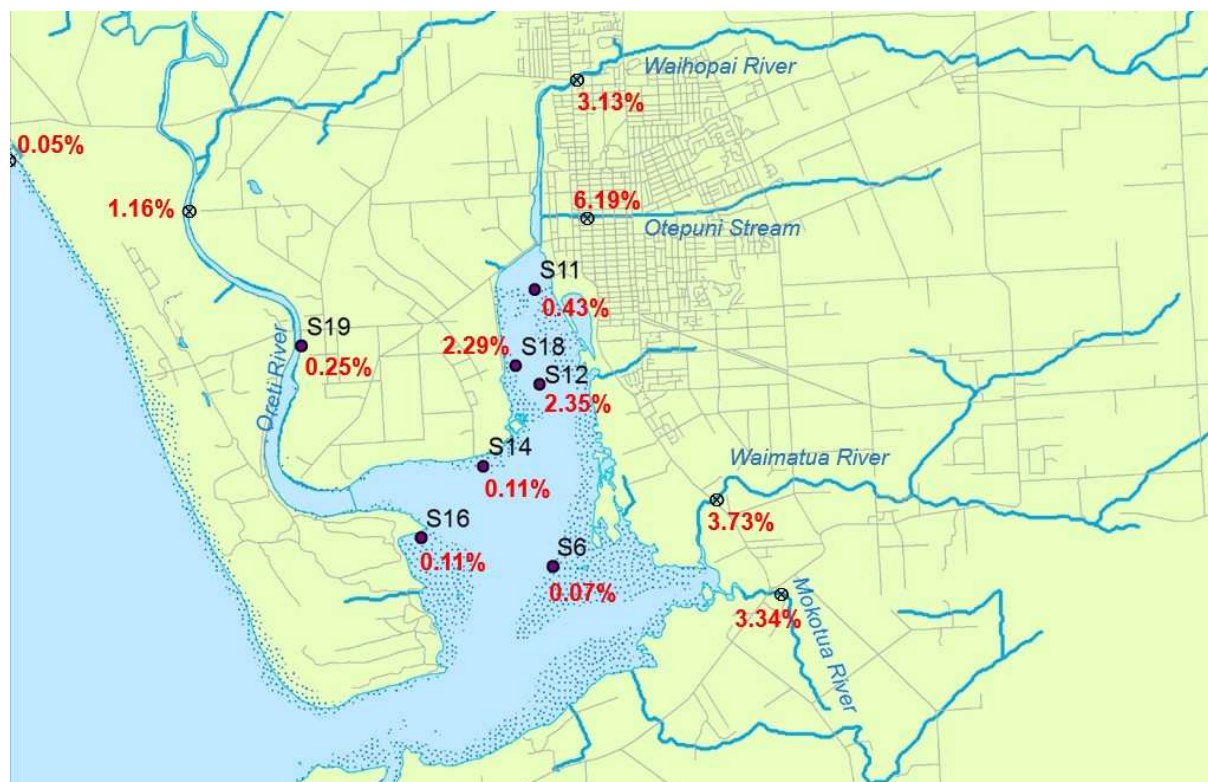 Waihopai River
3.13%
0.05%
1.16%
6.19%
Otepuni Stream
S11
0.43%
S19
0.25%
Oreti River
2.29%
S18
S12
2.35%
S14
0.11%
Waimatua River
3.73%
S16
0.11%
S6
0.07%
Mokotua River
3.34%